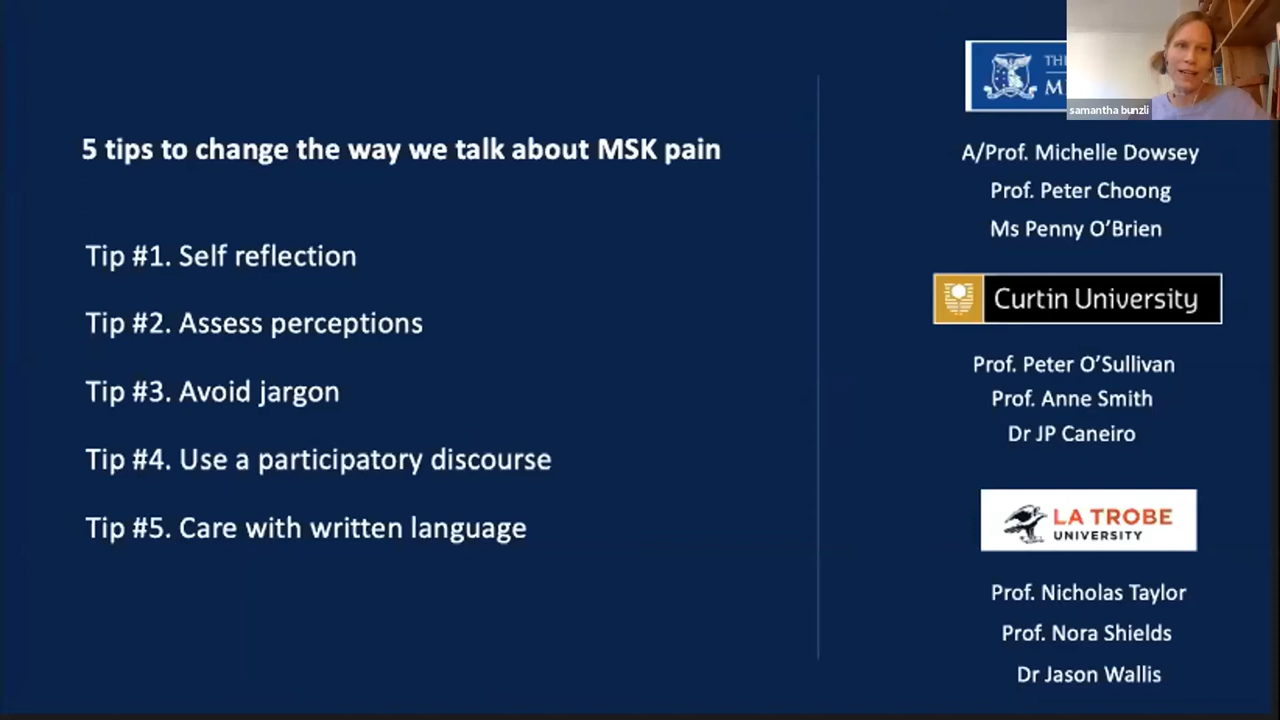 5 tips to change the way we talk about MSK pain
Tip #1. Self reflection
Tip #2. Assess perceptions
Tip #3. Avoid jargon
Tip #4. Use a participatory discourse
Tip #5. Care with written language
samantha bunzli
A/Prof. Michelle Dowsey
Prof. Peter Choong
Ms Penny O’Brien
Curtin University
Prof. Peter O’Sullivan
Prof. Anne Smith
Dr JP Caneiro
LA TROBE
UNIVERSITY
Prof. Nicholas Taylor
Prof. Nora Shields
Dr Jason Wallis